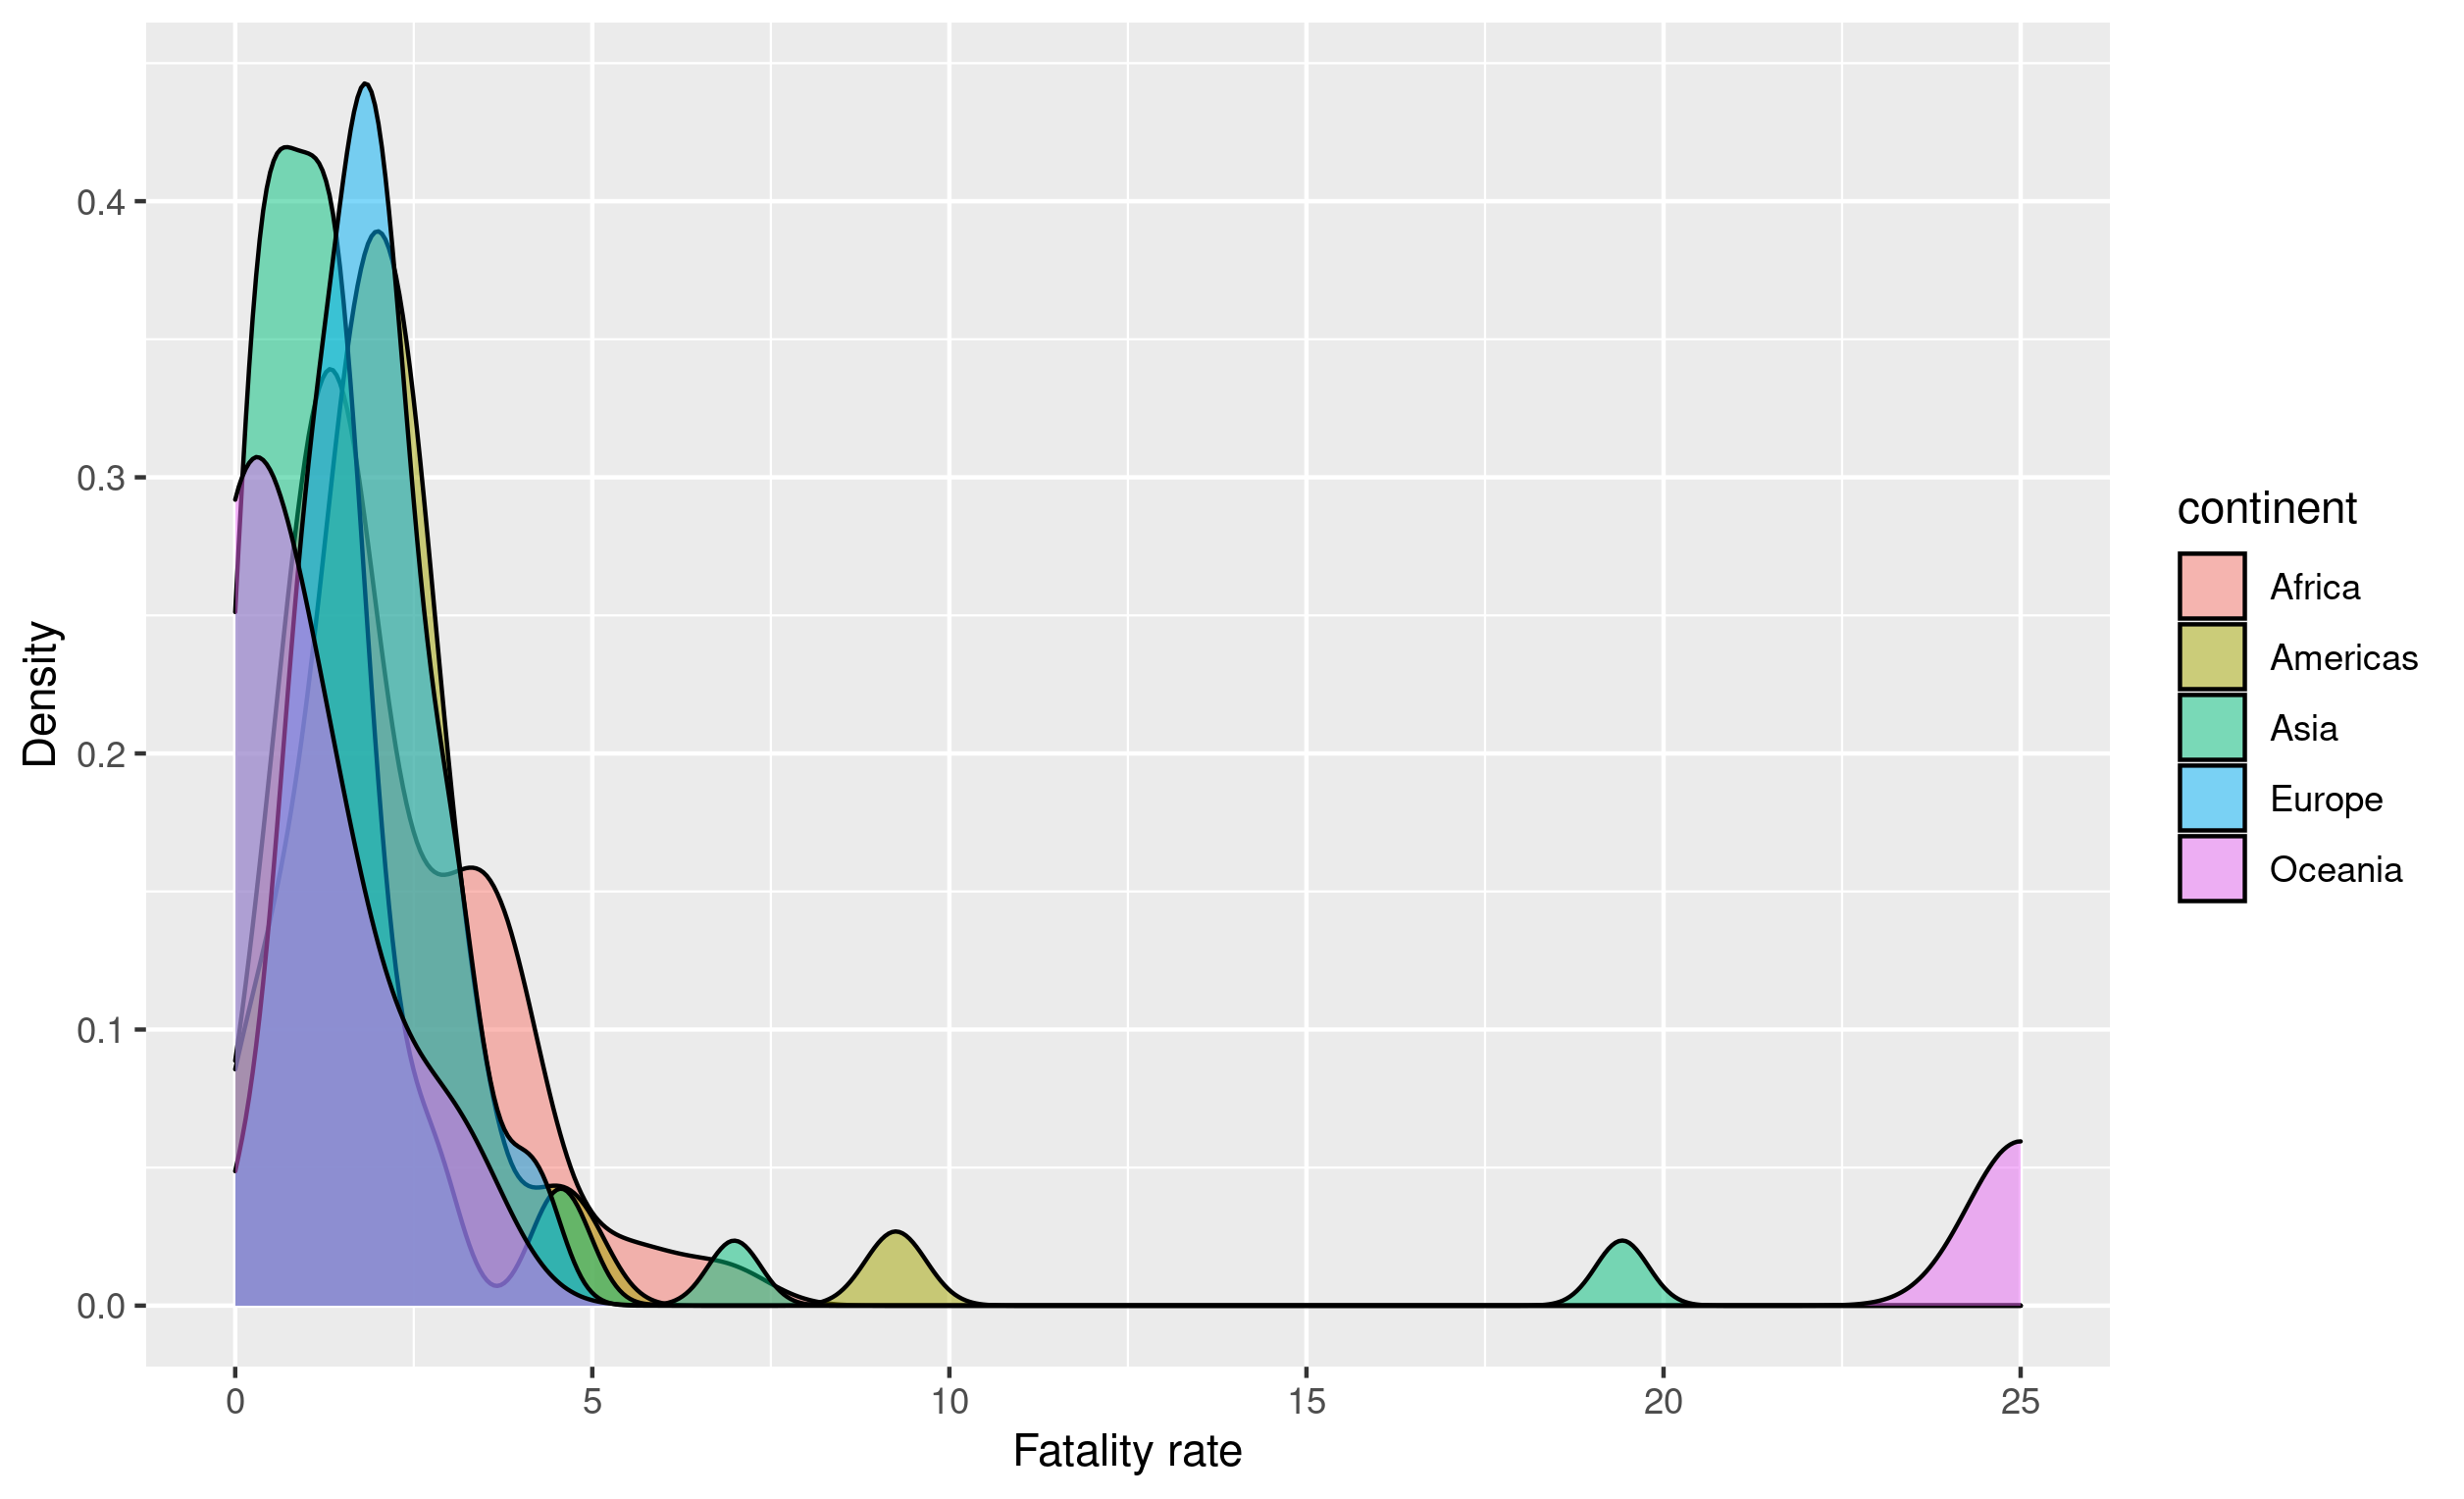 0.4
0.3
0.2
0.1
0.0
Density
0 5 10 15 20 25
Fatality rate
continent
Africa
Americas
Asia
Europe
Oceania